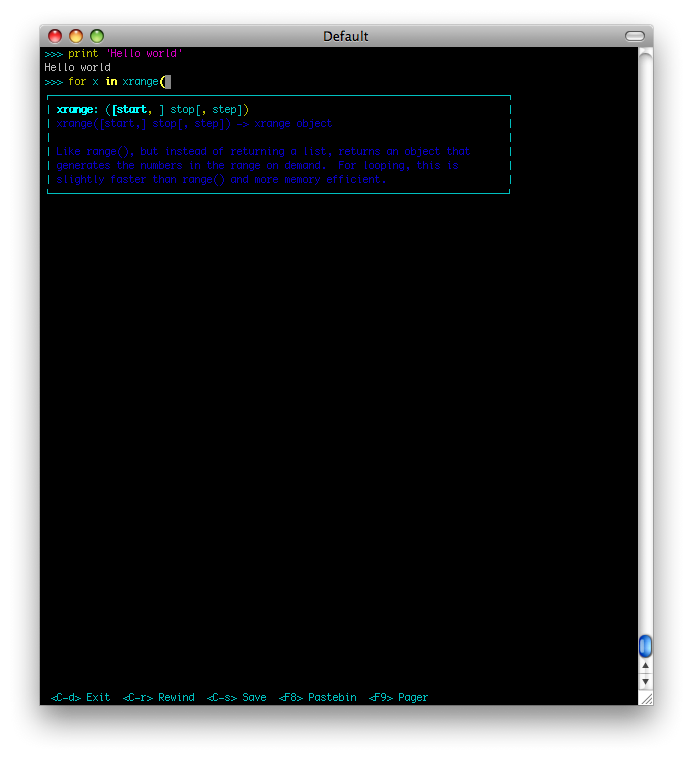 Default
>>> print 'Hello world'
Hello world
>>> for x in xrange(
xrange: ([start, ] stop[, step])
xrange([start,] stop[, step]) -> xrange object
Like range(), but instead of returning a list, returns an object that
generates the numbers in the range on demand.  For looping, this is
slightly faster than range() and more memory efficient.
<C-d> Exit  <C-r> Rewind  <C-s> Save  <F8> Pastebin  <F9> Pager